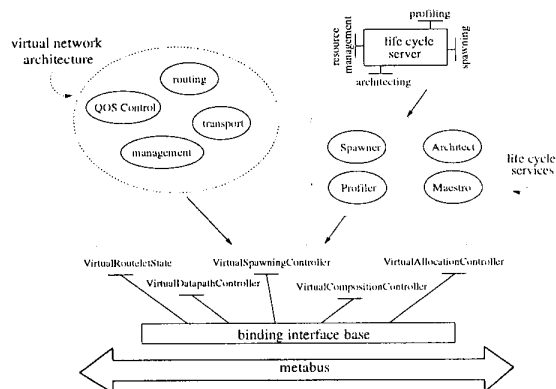 profiling
virtual network
architecture
resource
management
life cycle
server
spawning
architecting
routing
QOS Control
transport
management
Spawner
Architect
Profiler
Maestro
life cycle
services
VirtualRouteletState
VirtualSpawningController
VirtualAllocationController
VirtualDatapathController
VirtualCompositionController
binding interface base
metabus